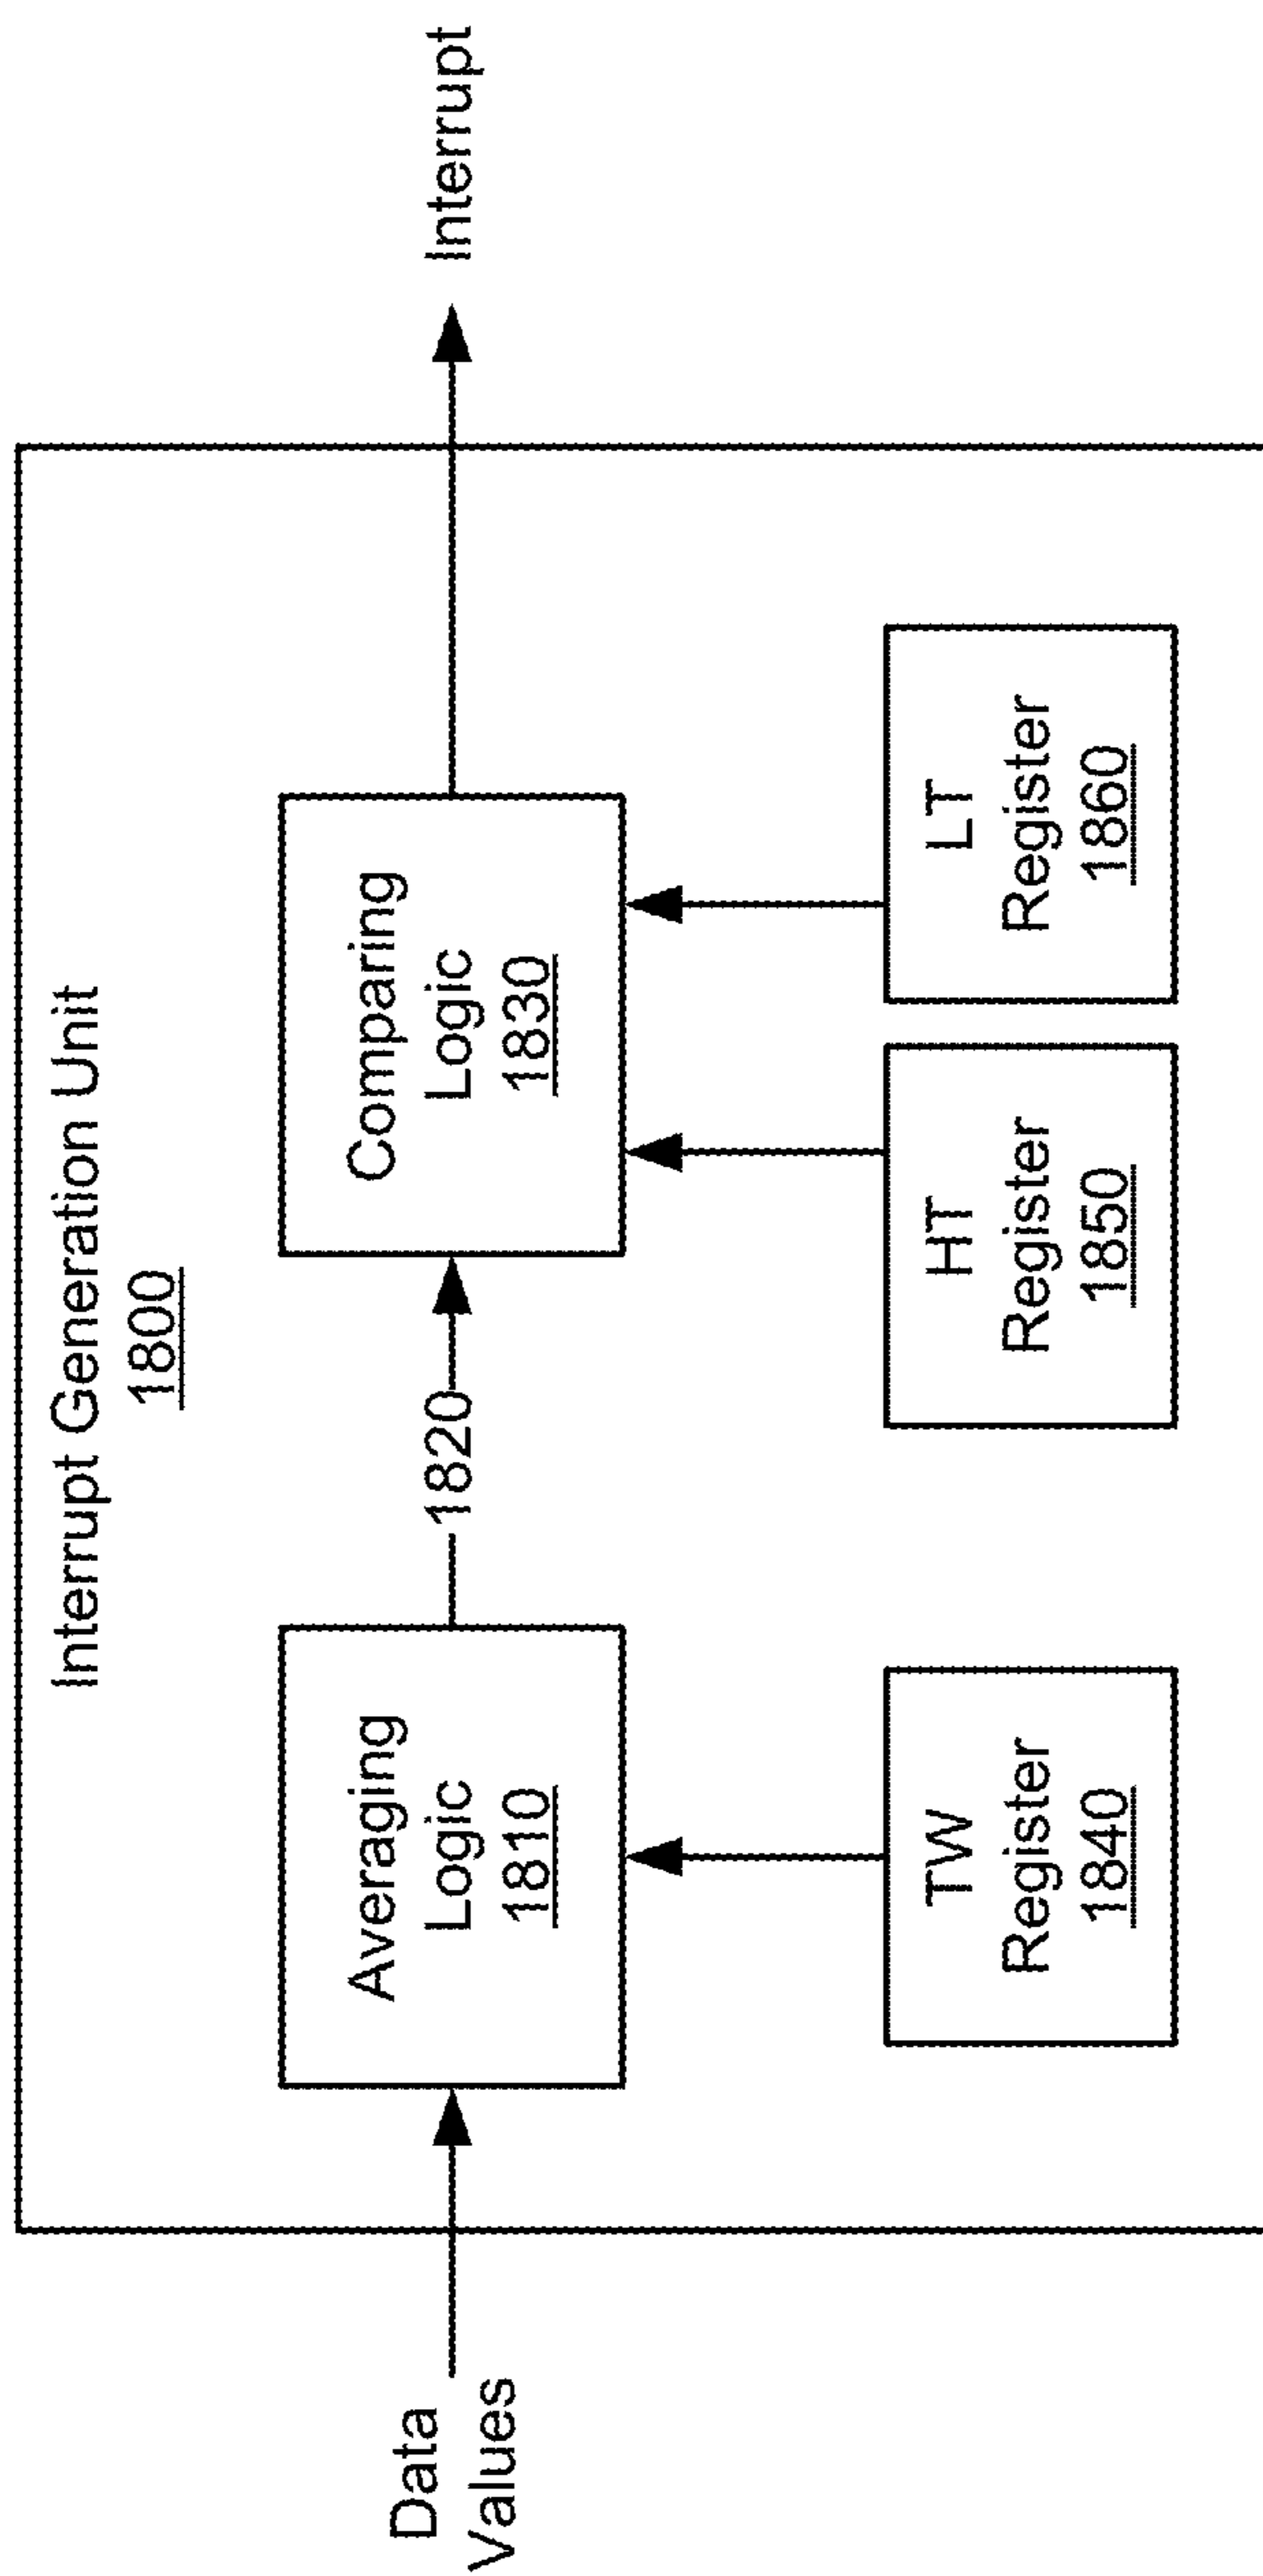 Interrupt Generation Unit
1800
Data
Values
Averaging
Logic
1810
1820
Comparing
Logic
1830
Interrupt
TW
Register
1840
HT
Register
1850
LT
Register
1860